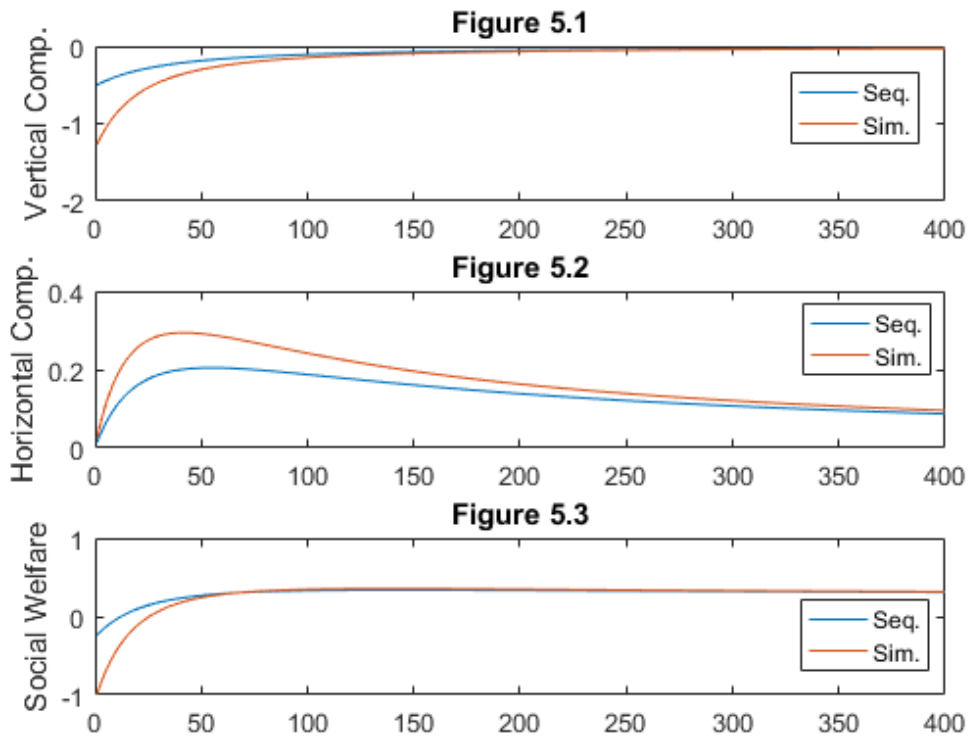 Figure 5.1
Vertical Comp.
0
-1
-2
Seq.
Sim.
0 50 100 150 200 250 300 350 400
Figure 5.2
Horizontal Comp.
0.4
0.2
0
Seq.
Sim.
0 50 100 150 200 250 300 350 400
Figure 5.3
Social Welfare
1
0
-1
Seq.
Sim.
0 50 100 150 200 250 300 350 400